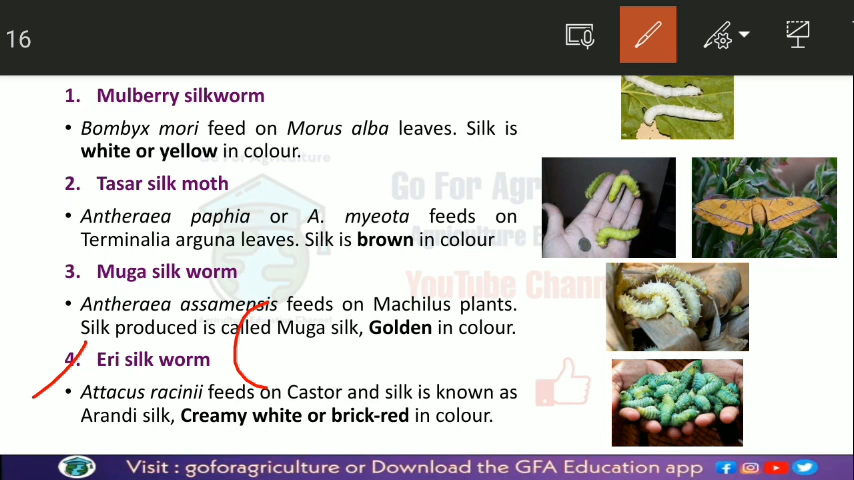 16
1. Mulberry silkworm
• Bombyx mori feed on Morus alba leaves. Silk is
white or yellow in colour.
2. Tasar silk moth
• Antheraea paphia or A. myeota feeds on
Terminalia arguna leaves. Silk is brown in colour
3. Muga silk worm
• Antheraea assamensis feeds on Machilus plants.
Silk produced is called Muga silk, Golden in colour.
4. Eri silk worm
• Attacus racinii feeds on Castor and silk is known as
Arandi silk, Creamy white or brick-red in colour.
Go For Agr
Agriculture E
YouTube Chann
Visit : goforagriculture or Download the GFA Education app